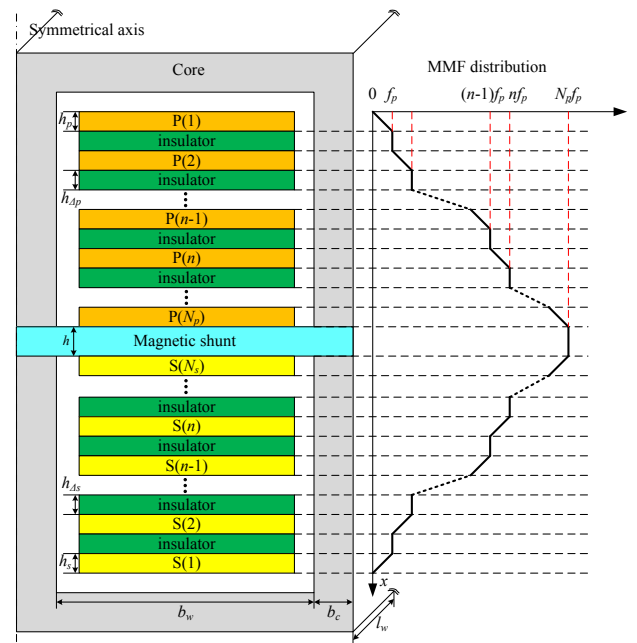 Symmetrical axis
Core
MMF distribution
0 f_p (n-1)f_p nf_p N_pf_p
h_p
P(1)
insulator
P(2)
insulator
h_Δp
P(n-1)
insulator
P(n)
insulator
P(N_p)
h
Magnetic shunt
S(N_s)
insulator
S(n)
insulator
S(n-1)
h_Δs
insulator
S(2)
insulator
h_s
S(1)
x
b_w
b_c
l_w